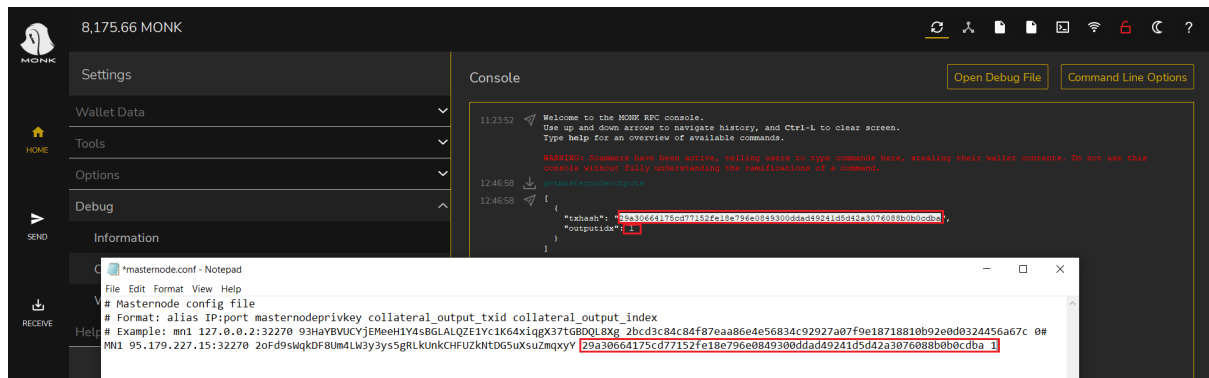 8,175.66 MONK
?
MONK
Settings
Console
Open Debug File
Command Line Options
Wallet Data
HOME
Tools
Options
Debug
Information
SEND
RECEIVE
11:23:52
Welcome to the MONK RPC console.
Use up and down arrows to navigate history, and Ctrl-L to clear screen.
Type help for an overview of available commands.
WARNING: Scammers have been active, telling users to type commands here, stealing their wallet contents. Do not use this
console without fully understanding the ramifications of a command.
12:46:58
getmasternodeoutputs
12:46:58
[
{
"txhash": "29a30664175cd77152fe18e796e0849300ddad49241d5d42a3076088b0b0cdba",
"outputidx": 1
}
]
*masternode.conf - Notepad
File Edit Format View Help
# Masternode config file
# Format: alias IP:port masternodeprivkey collateral_output_txid collateral_output_index
# Example: mn1 127.0.0.2:32270 93HaYBVUCYjEMeeH1Y4sBGLALQZE1Yc1K64xiqgX37tGBDQL8Xg 2bcd3c84c84f87eaa86e4e56834c92927a07f9e18718810b92e0d0324456a67c 0#
MN1 95.179.227.15:32270 2oFd9sWqkDF8Um4LW3y3ys5gRLkUnkCHFUZkNtDG5uXsuZmqxyY 29a30664175cd77152fe18e796e0849300ddad49241d5d42a3076088b0b0cdba 1